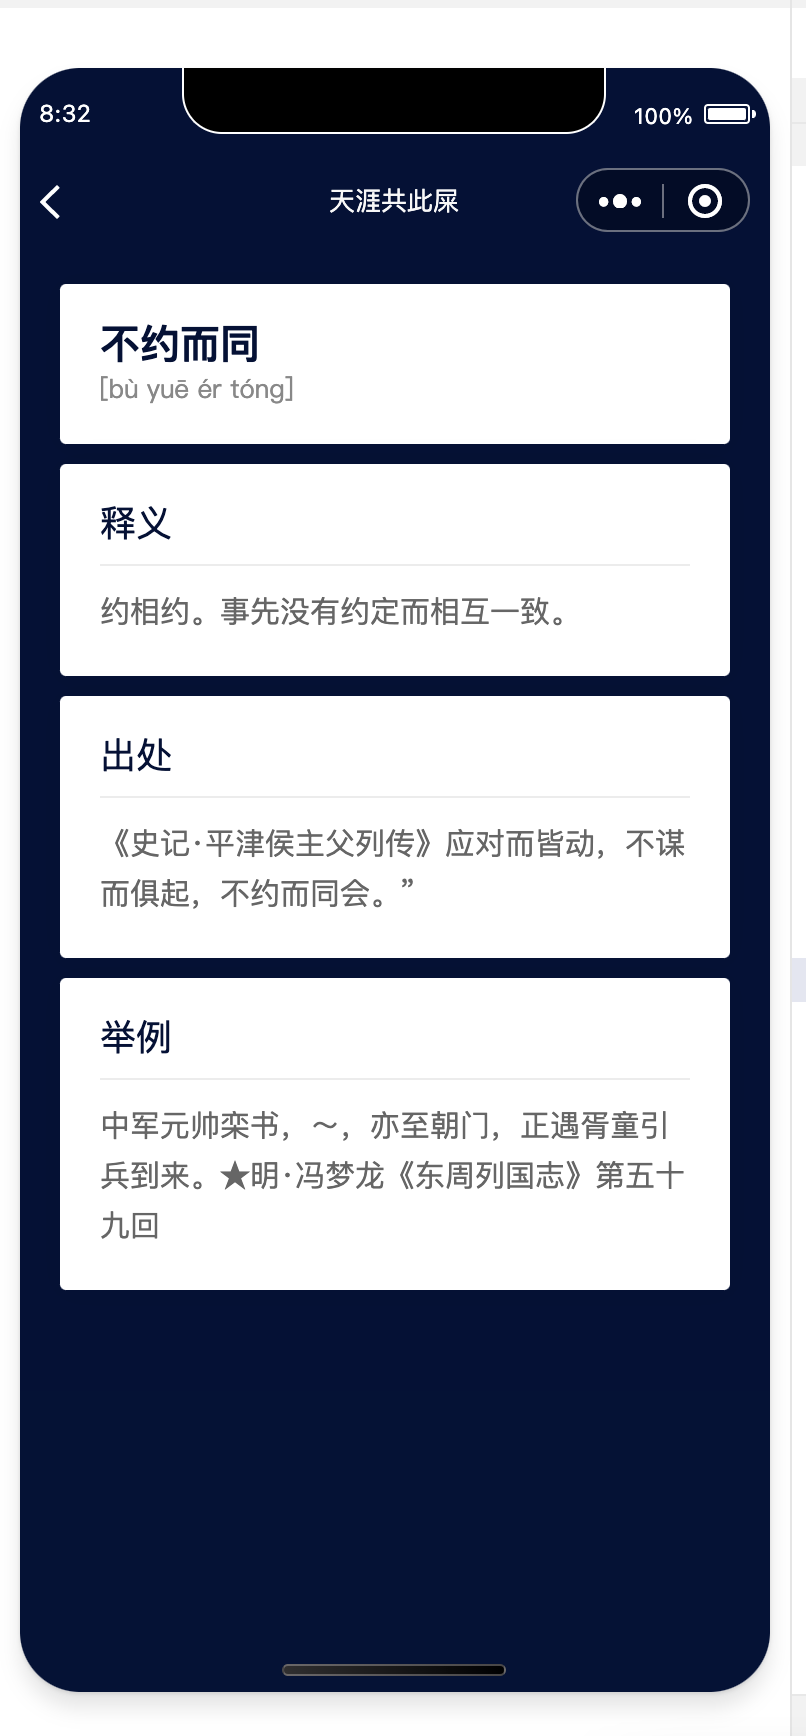 8:32
100%
天涯共此屎
不约而同
[bù yuē ér tóng]
释义
约相约。事先没有约定而相互一致。
出处
《史记·平津侯主父列传》应对而皆动，不谋
而俱起，不约而同会。”
举例
中军元帅栾书，～，亦至朝门，正遇胥童引
兵到来。★明·冯梦龙《东周列国志》第五十
九回